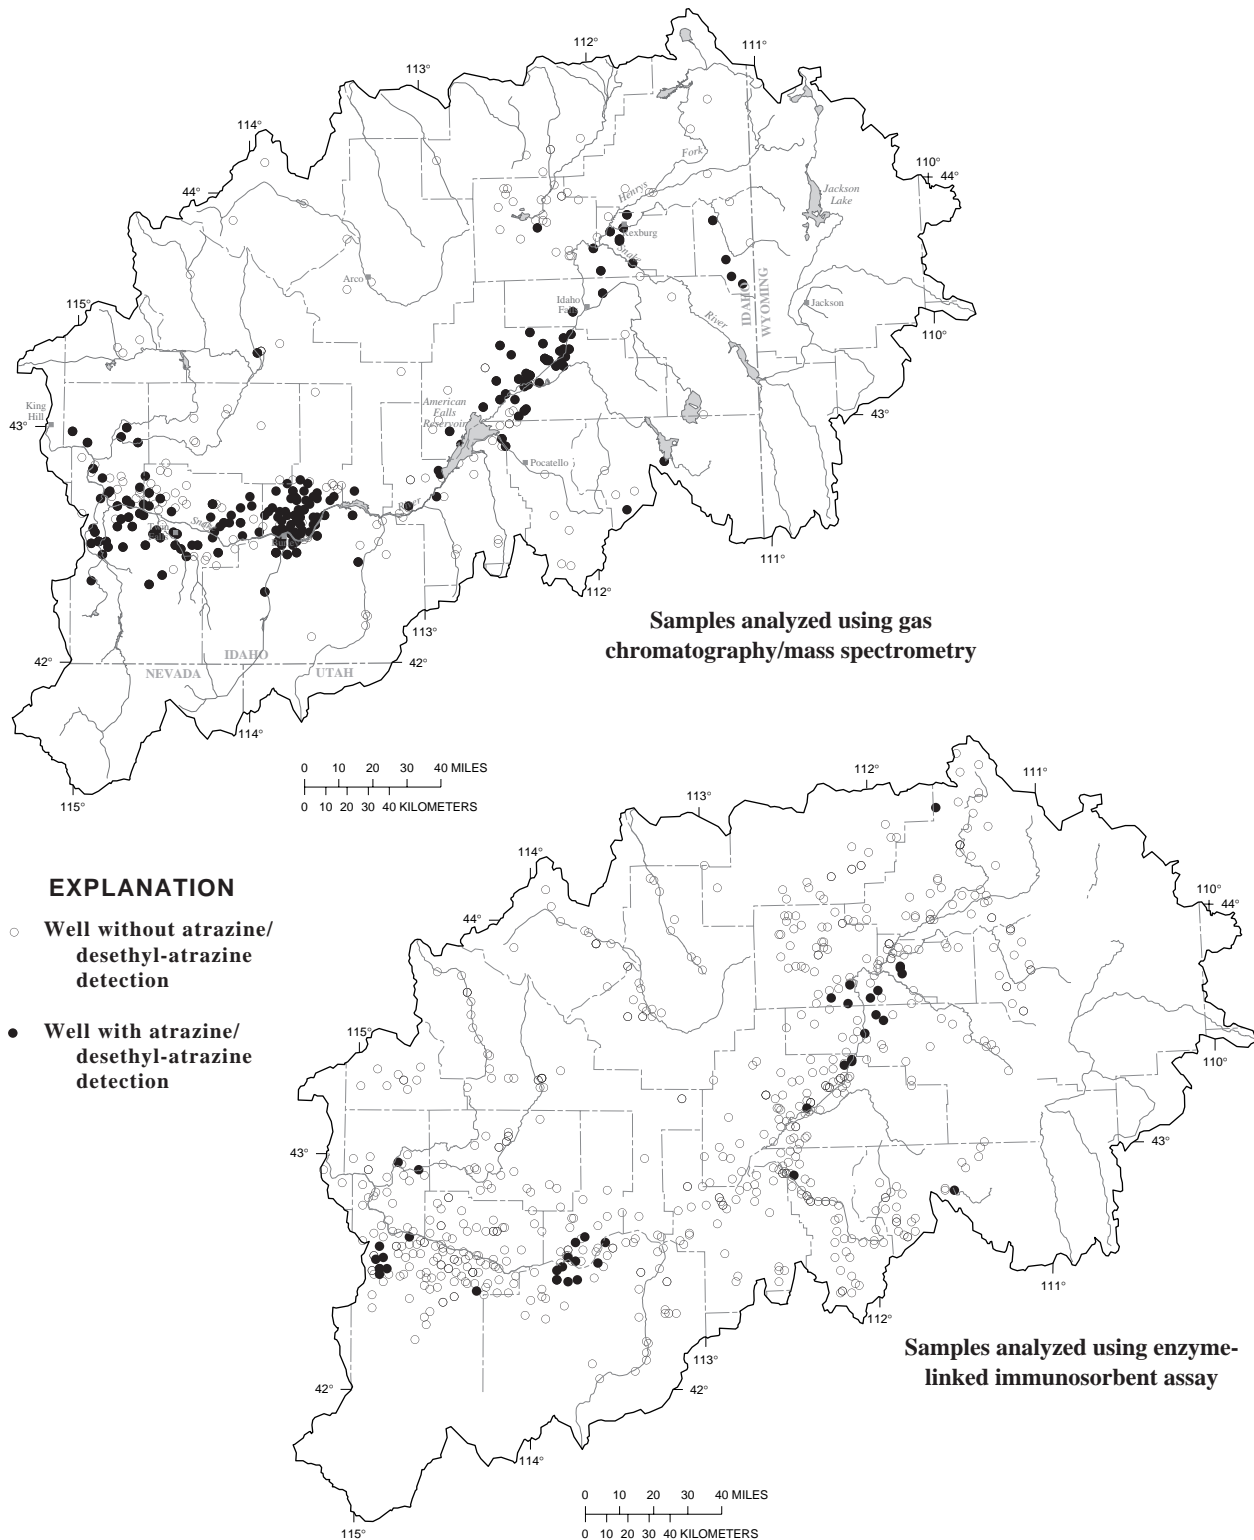 112°
111°
113°
114°
110°
44°
Fork
Henrys
44°
Jackson
Lake
Rexburg
Snake
Arco
IDAHO
WYOMING
115°
Idaho
Falls
Jackson
River
110°
King
Hill
American
Falls
Reservoir
43°
43°
Pocatello
River
Snake
111°
112°
113°
Samples analyzed using gas
chromatography/mass spectrometry
IDAHO
42°
42°
NEVADA
UTAH
114°
0 10 20 30 40 MILES
0 10 20 30 40 KILOMETERS
115°
112°
111°
113°
114°
110°
44°
44°
EXPLANATION
Well without atrazine/
desethyl-atrazine
detection
Well with atrazine/
desethyl-atrazine
detection
115°
110°
43°
43°
111°
112°
Samples analyzed using enzyme-
linked immunosorbent assay
113°
42°
42°
114°
0 10 20 30 40 MILES
0 10 20 30 40 KILOMETERS
115°